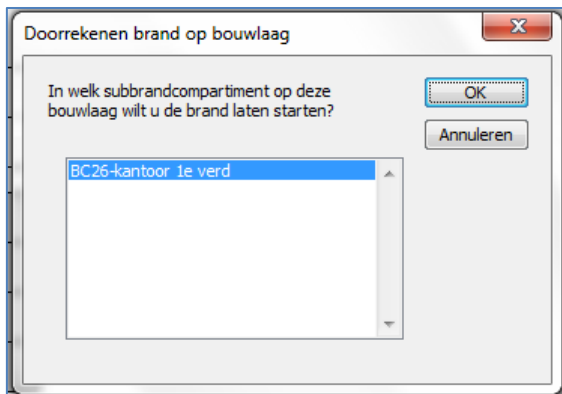 Doorrekenen brand op bouwlaag
In welk subbrandcompartiment op deze
bouwlaag wilt u de brand laten starten?
OK
Annuleren
BC26-kantoor 1e verd